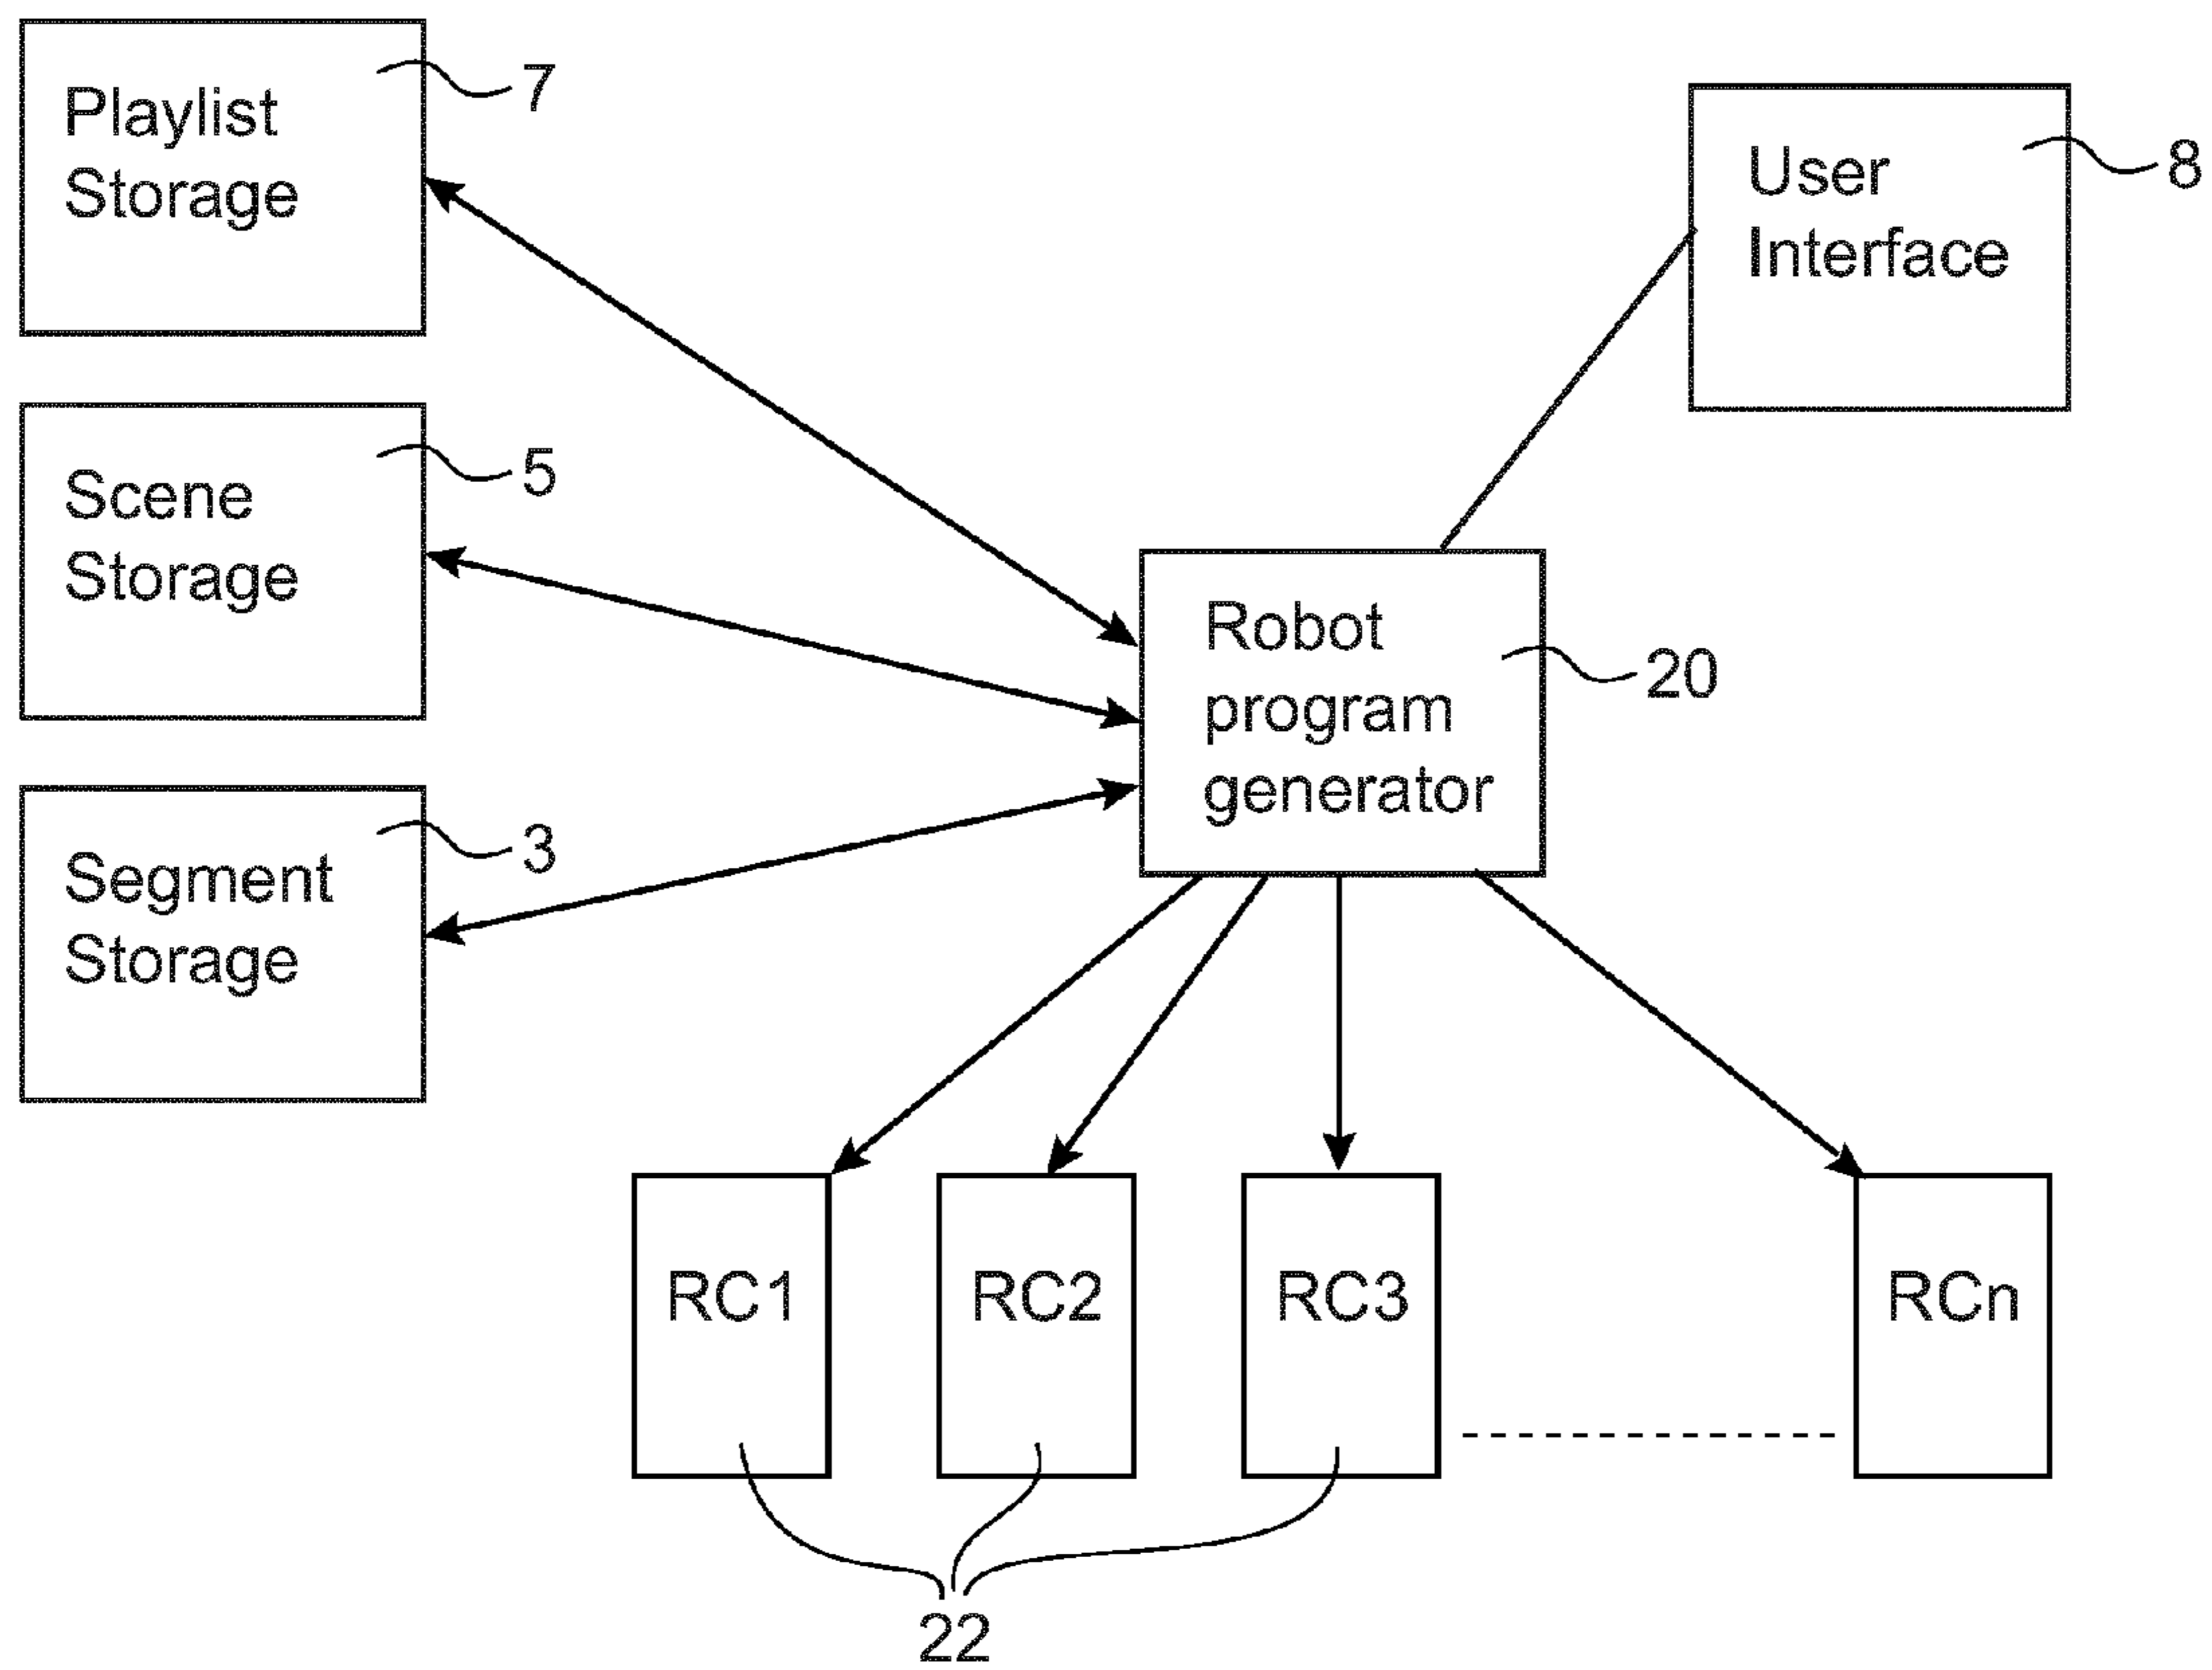 Playlist
Storage
7
User
Interface
8
Scene
Storage
5
Robot
program
generator
20
Segment
Storage
3
RC1
RC2
RC3
RCn
22